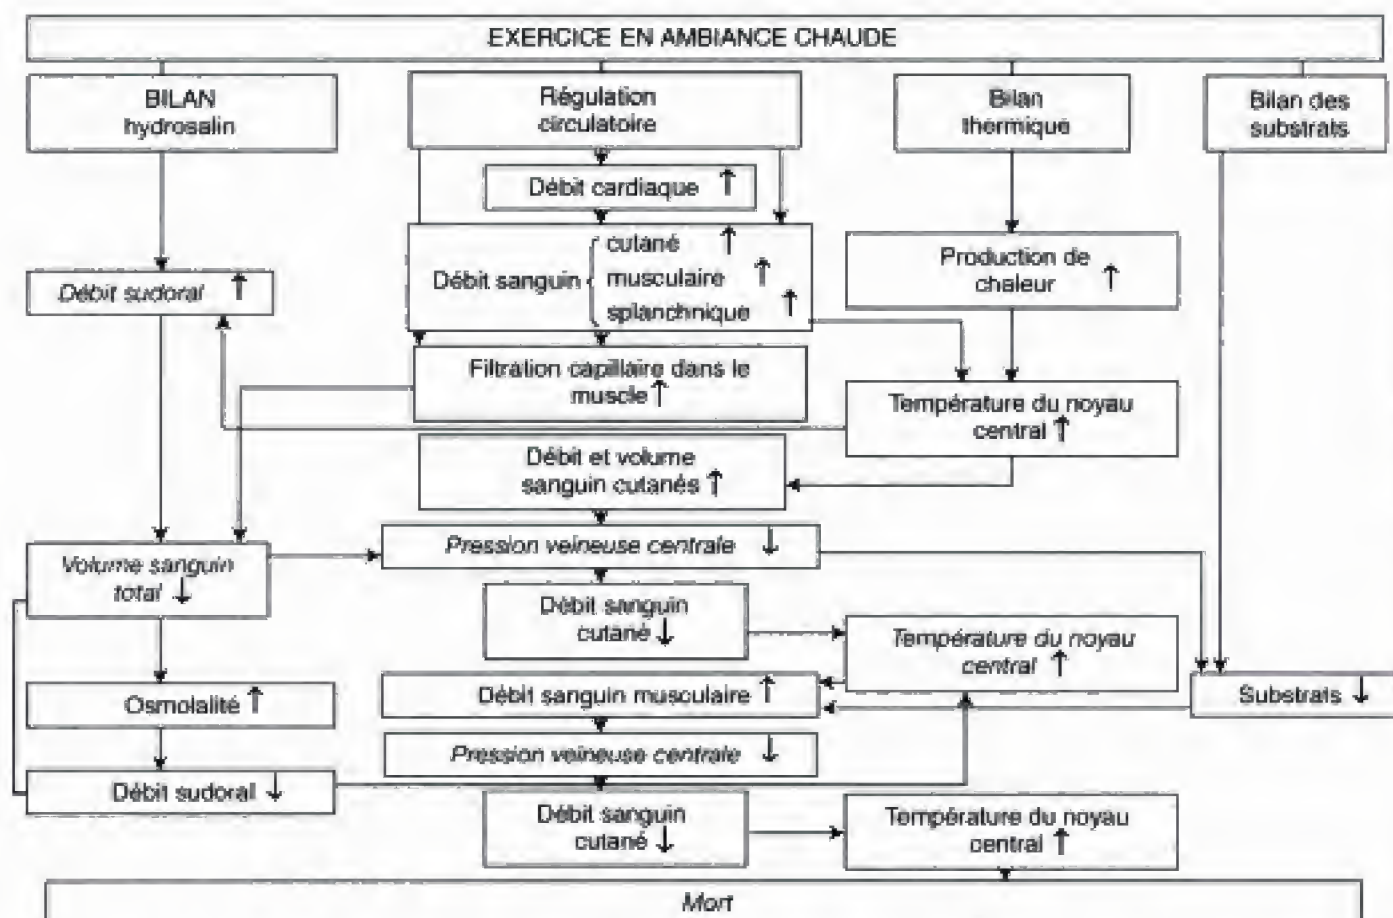 EXERCICE EN AMBIANCE CHAUDE
BILAN
hydrosalin
Régulation
circulatoire
Bilan
thermique
Bilan des
substrats
Débit cardiaque ↑
Débit sudoral ↑
Débit sanguin { cutané ↑
musculaire ↑
splanchnique ↑
Production de
chaleur ↑
Filtration capillaire dans le
muscle ↑
Température du noyau
central ↑
Débit et volume
sanguin cutanés ↑
Pression veineuse centrale ↓
Volume sanguin
total ↓
Débit sanguin
cutané ↓
Température du noyau
central ↑
Débit sanguin musculaire ↑
Substrats ↓
Osmolalité ↑
Pression veineuse centrale ↓
Débit sudoral ↓
Débit sanguin
cutané ↓
Température du noyau
central ↑
Mort